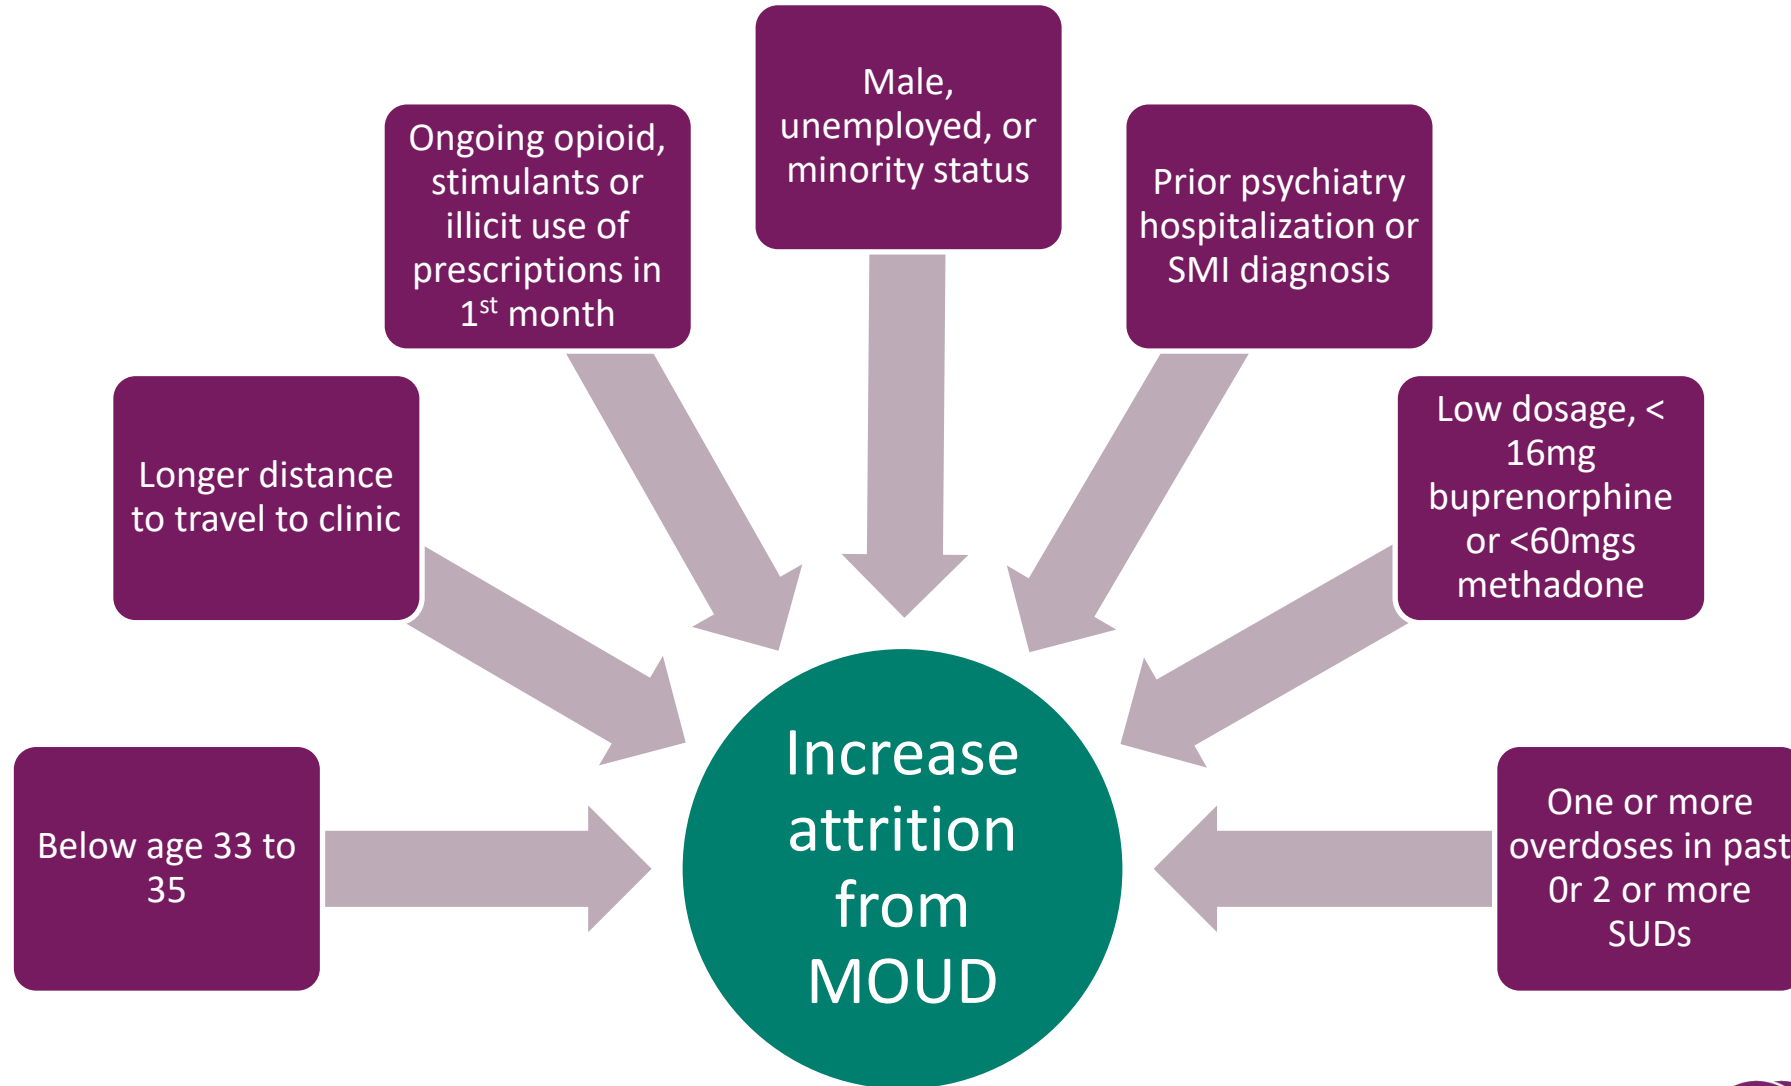 Male,
unemployed, or
minority status
Ongoing opioid,
stimulants or
illicit use of
prescriptions in
1st month
Prior psychiatry
hospitalization or
SMI diagnosis
Longer distance
to travel to clinic
Low dosage, <
16mg
buprenorphine
or <60mgs
methadone
Below age 33 to
35
Increase
attrition
from
MOUD
One or more
overdoses in past
0r 2 or more
SUDs